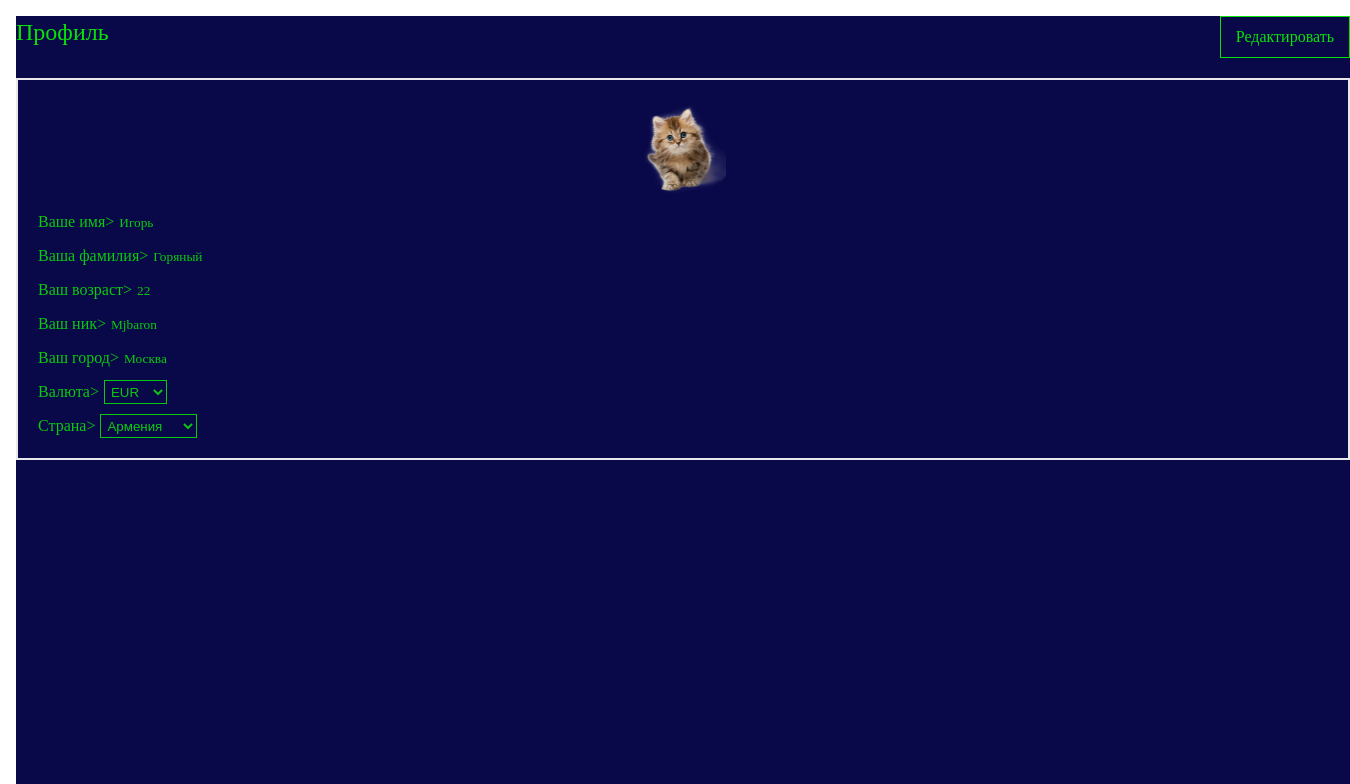 Профиль
Редактировать
Ваше имя> Игорь
Ваша фамилия> Горяный
Ваш возраст> 22
Ваш ник> Mjbaron
Ваш город> Москва
Валюта> EUR
Страна> Армения